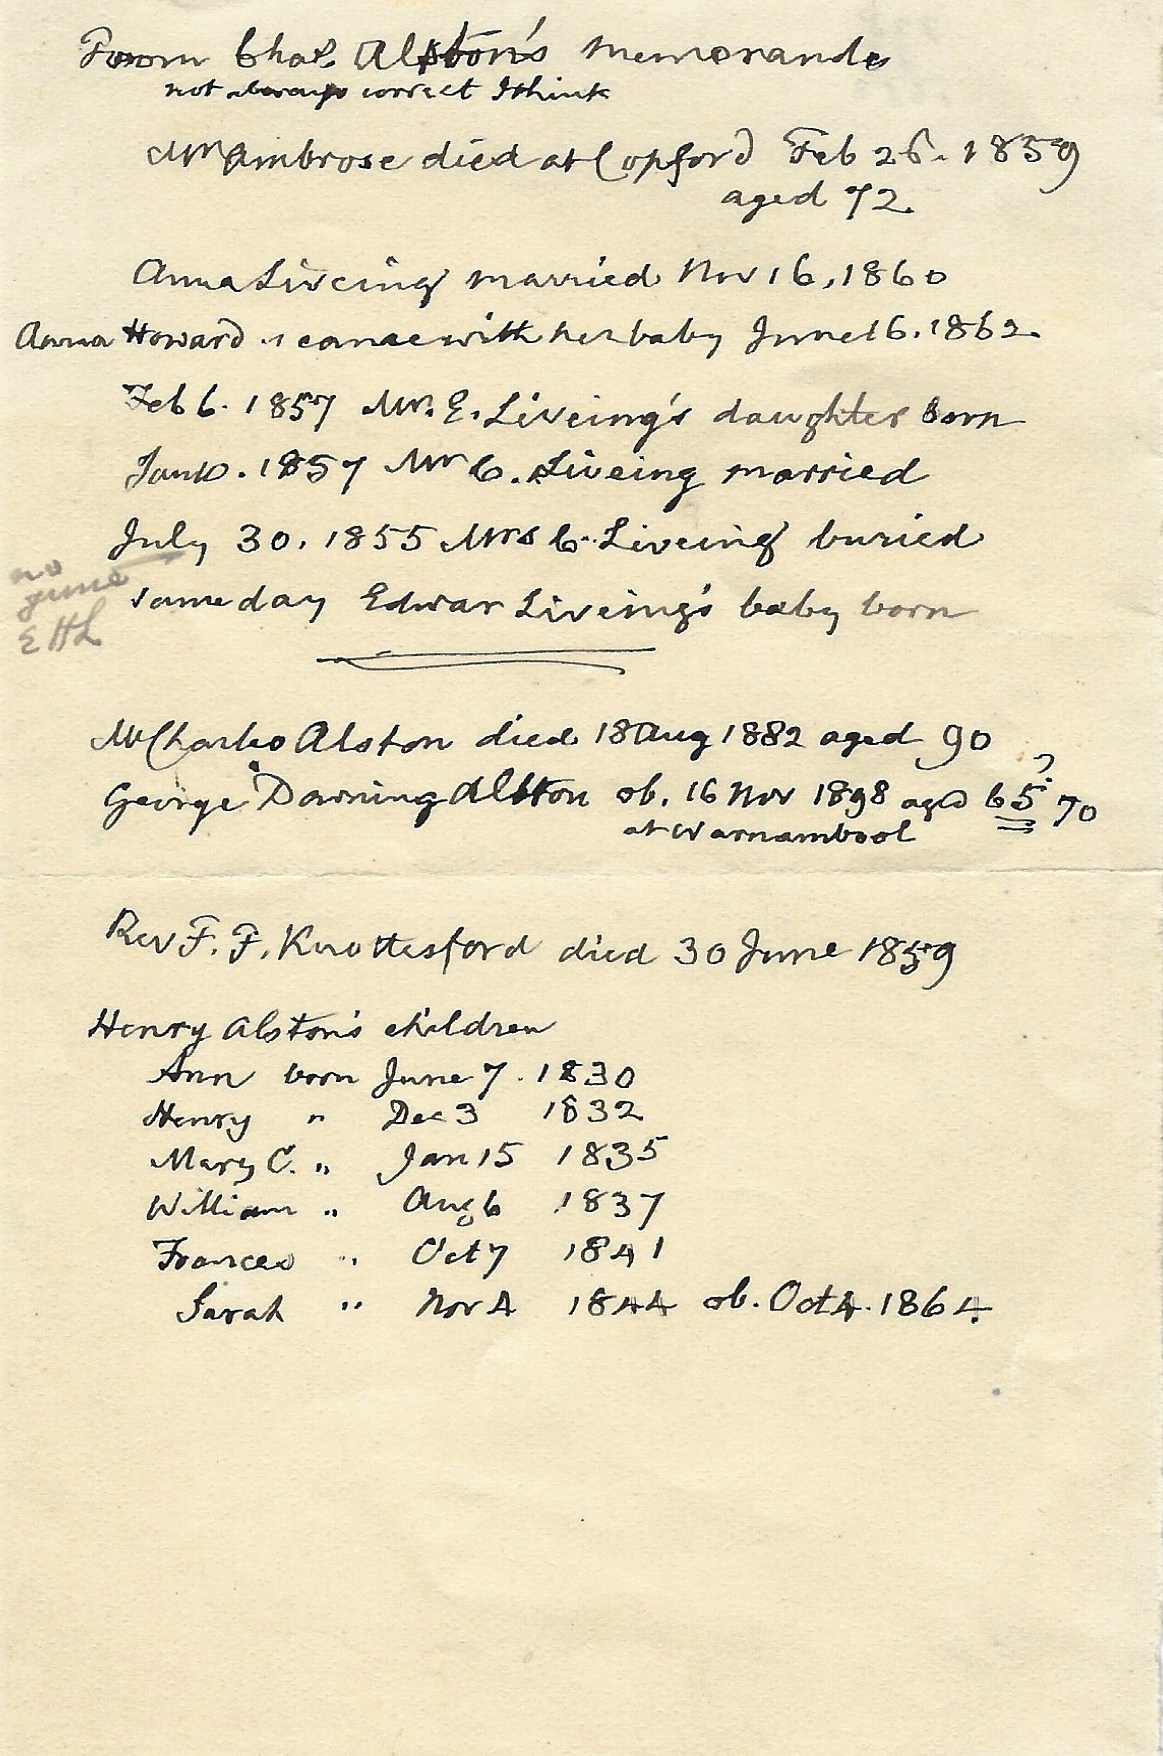 From Chas. Alston's memoranda
not always correct I think
Mr Ambrose died at Copford Feb 26. 1859
aged 72.
Anna Liveing married Nov 16, 1860
Anna Howard " came with her baby June 16. 1862
Feb 6. 1857 Mr. E. Liveing's daughter born
Jan 10. 1857 Mr C. Liveing married
July 30. 1855 Mrs C. Liveing buried
no
June
EHL
same day Edwar Liveing's baby born
Mr Charles Alston died 18 Aug 1882 aged 90
George Downing Alston ob. 16 Nov 1898 aged 65? 70
at Warnambool
Rev F. F. Knottesford died 30 June 1859
Henry Alston's children
Ann born June 7. 1830
Henry " Dec 3 1832
Mary C. " Jan 15 1835
William " Aug 6 1837
Frances " Oct 7 1841
Sarah " Nov 4 1844 ob. Oct 4. 1864